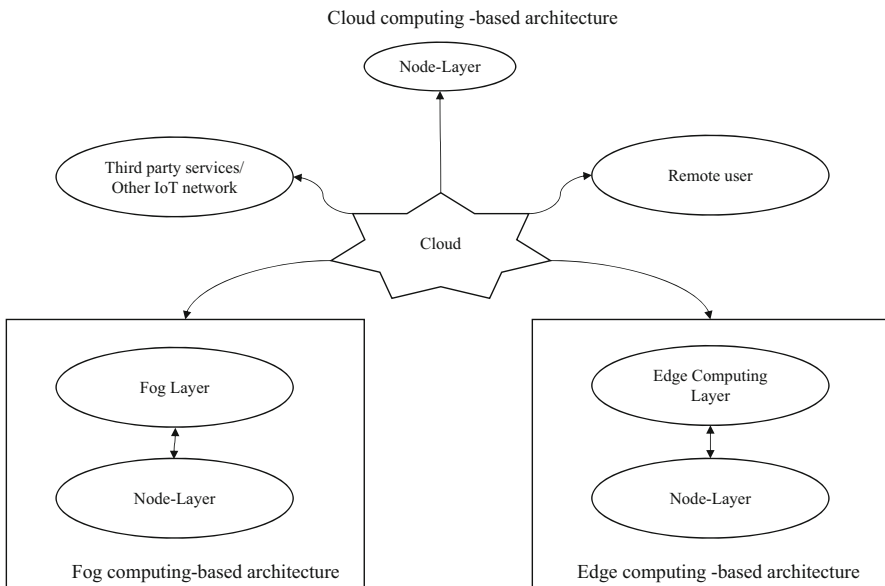 Cloud computing -based architecture
Node-Layer
Third party services/
Other IoT network
Remote user
Cloud
Fog Layer
Node-Layer
Fog computing-based architecture
Edge Computing
Layer
Node-Layer
Edge computing -based architecture